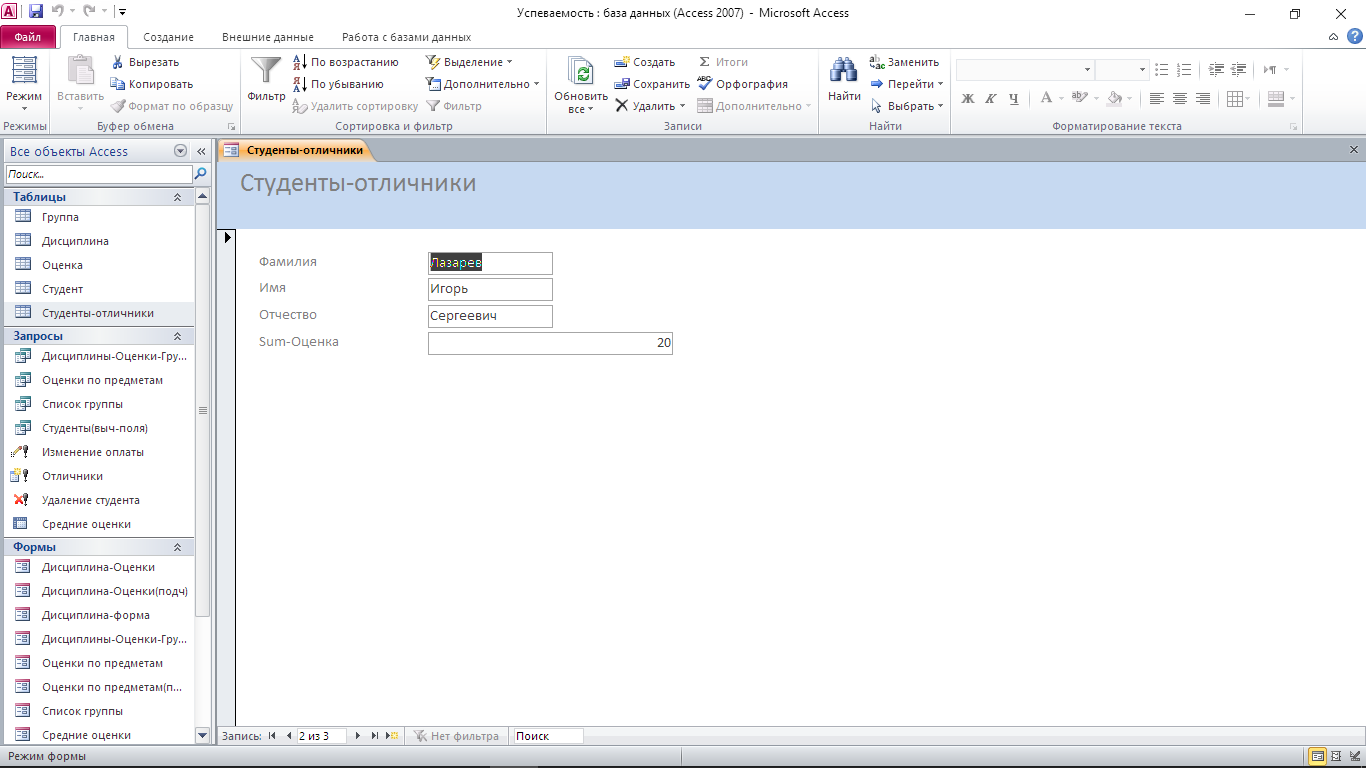 Успеваемость : база данных (Access 2007) - Microsoft Access
Файл Главная Создание Внешние данные Работа с базами данных
Режим
Режимы
Вставить
Вырезать
Копировать
Формат по образцу
Буфер обмена
Фильтр
По возрастанию
По убыванию
Удалить сортировку
Выделение
Дополнительно
Фильтр
Сортировка и фильтр
Обновить
все
Создать
Сохранить
Удалить
Итоги
Орфография
Дополнительно
Записи
Найти
Заменить
Перейти
Выбрать
Найти
Ж К Ч
Форматирование текста
Все объекты Access
Поиск...
Таблицы
Группа
Дисциплина
Оценка
Студент
Студенты-отличники
Запросы
Дисциплины-Оценки-Гру...
Оценки по предметам
Список группы
Студенты(выч-поля)
Изменение оплаты
Отличники
Удаление студента
Средние оценки
Формы
Дисциплина-Оценки
Дисциплина-Оценки(подч)
Дисциплина-форма
Дисциплины-Оценки-Гру...
Оценки по предметам
Оценки по предметам(п...
Список группы
Средние оценки
Студенты-отличники
Студенты-отличники
Фамилия Лазарев
Имя Игорь
Отчество Сергеевич
Sum-Оценка 20
Запись: 2 из 3 Нет фильтра Поиск
Режим формы